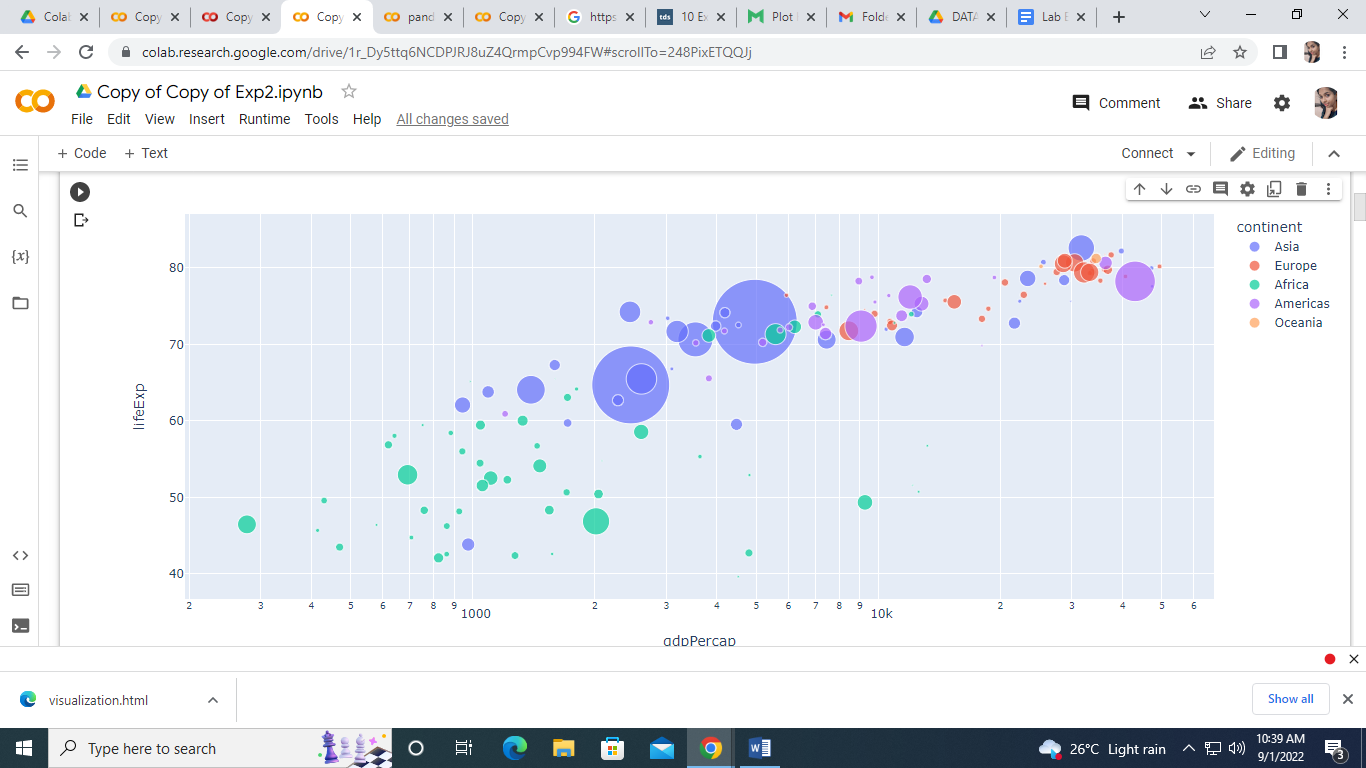 Colab
Copy
Copy
Copy
pand
Copy
https
10 Ex
Plot
Folde
DATA
Lab E
colab.research.google.com/drive/1r_Dy5ttq6NCDPJRJ8uZ4QrmpCvp994FW#scrollTo=248PixETQQJj
Copy of Copy of Exp2.ipynb
File Edit View Insert Runtime Tools Help All changes saved
Comment Share
+ Code + Text
Connect Editing
continent
Asia
Europe
Africa
Americas
Oceania
80
70
60
50
40
lifeExp
2 3 4 5 6 7 8 9 1000 2 3 4 5 6 7 8 9 10k 2 3 4 5 6
gdpPercap
visualization.html
Show all
Type here to search
26°C Light rain
10:39 AM
9/1/2022
3